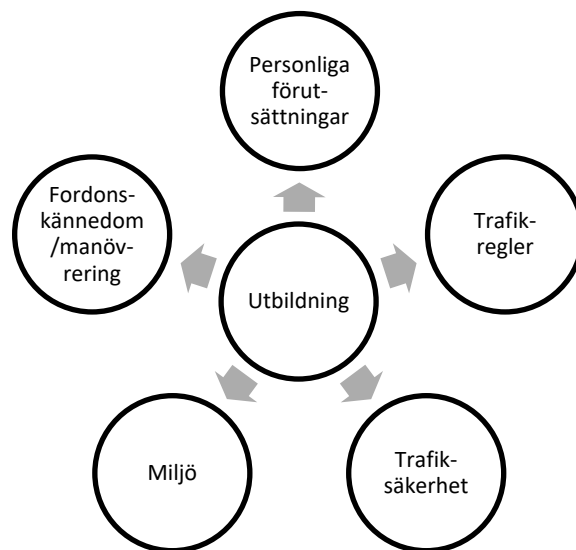 Personliga
förut-
sättningar
Fordons-
kännedom
/manöv-
rering
Trafik-
regler
Utbildning
Miljö
Trafik-
säkerhet